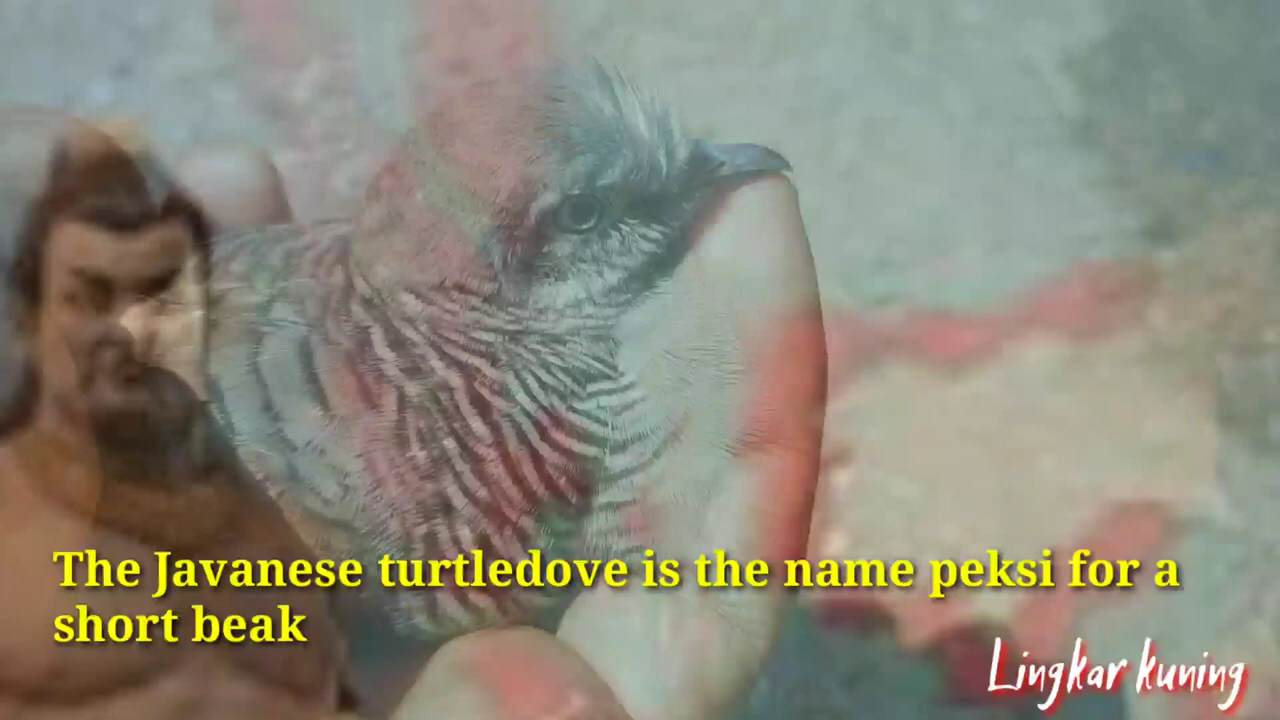 The Javanese turtledove is the name peksi for a
short beak
Lingkar kuning